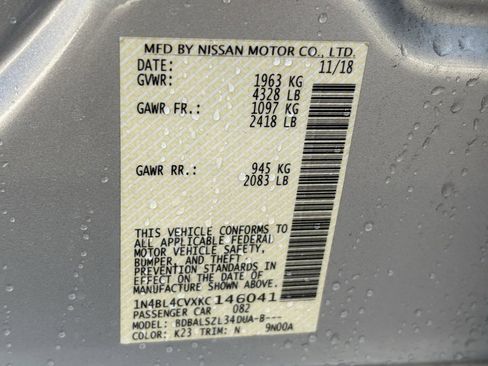 MFD BY NISSAN MOTOR CO., LTD.
DATE: 11/18
GVWR: 1963 KG
4328 LB
GAWR FR.: 1097 KG
2418 LB
GAWR RR.: 945 KG
2083 LB
THIS VEHICLE CONFORMS TO
ALL APPLICABLE FEDERAL
MOTOR VEHICLE SAFETY,
BUMPER, AND THEFT
PREVENTION STANDARDS IN
EFFECT ON THE DATE OF
MANUFACTURE SHOWN ABOVE.
1N4BL4CVXKC146041
PASSENGER CAR 082
MODEL: BDBALSZL34DUA-B---
COLOR: K23 TRIM: N 9N00A